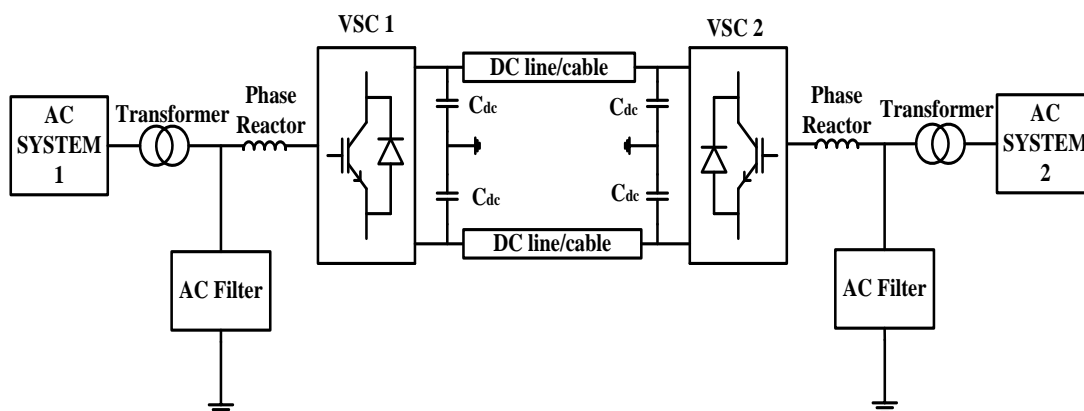 VSC 1
VSC 2
DC line/cable
AC
SYSTEM
1
Transformer
Phase
Reactor
Cdc
Cdc
Phase
Reactor
Transformer
AC
SYSTEM
2
Cdc
Cdc
DC line/cable
AC Filter
AC Filter